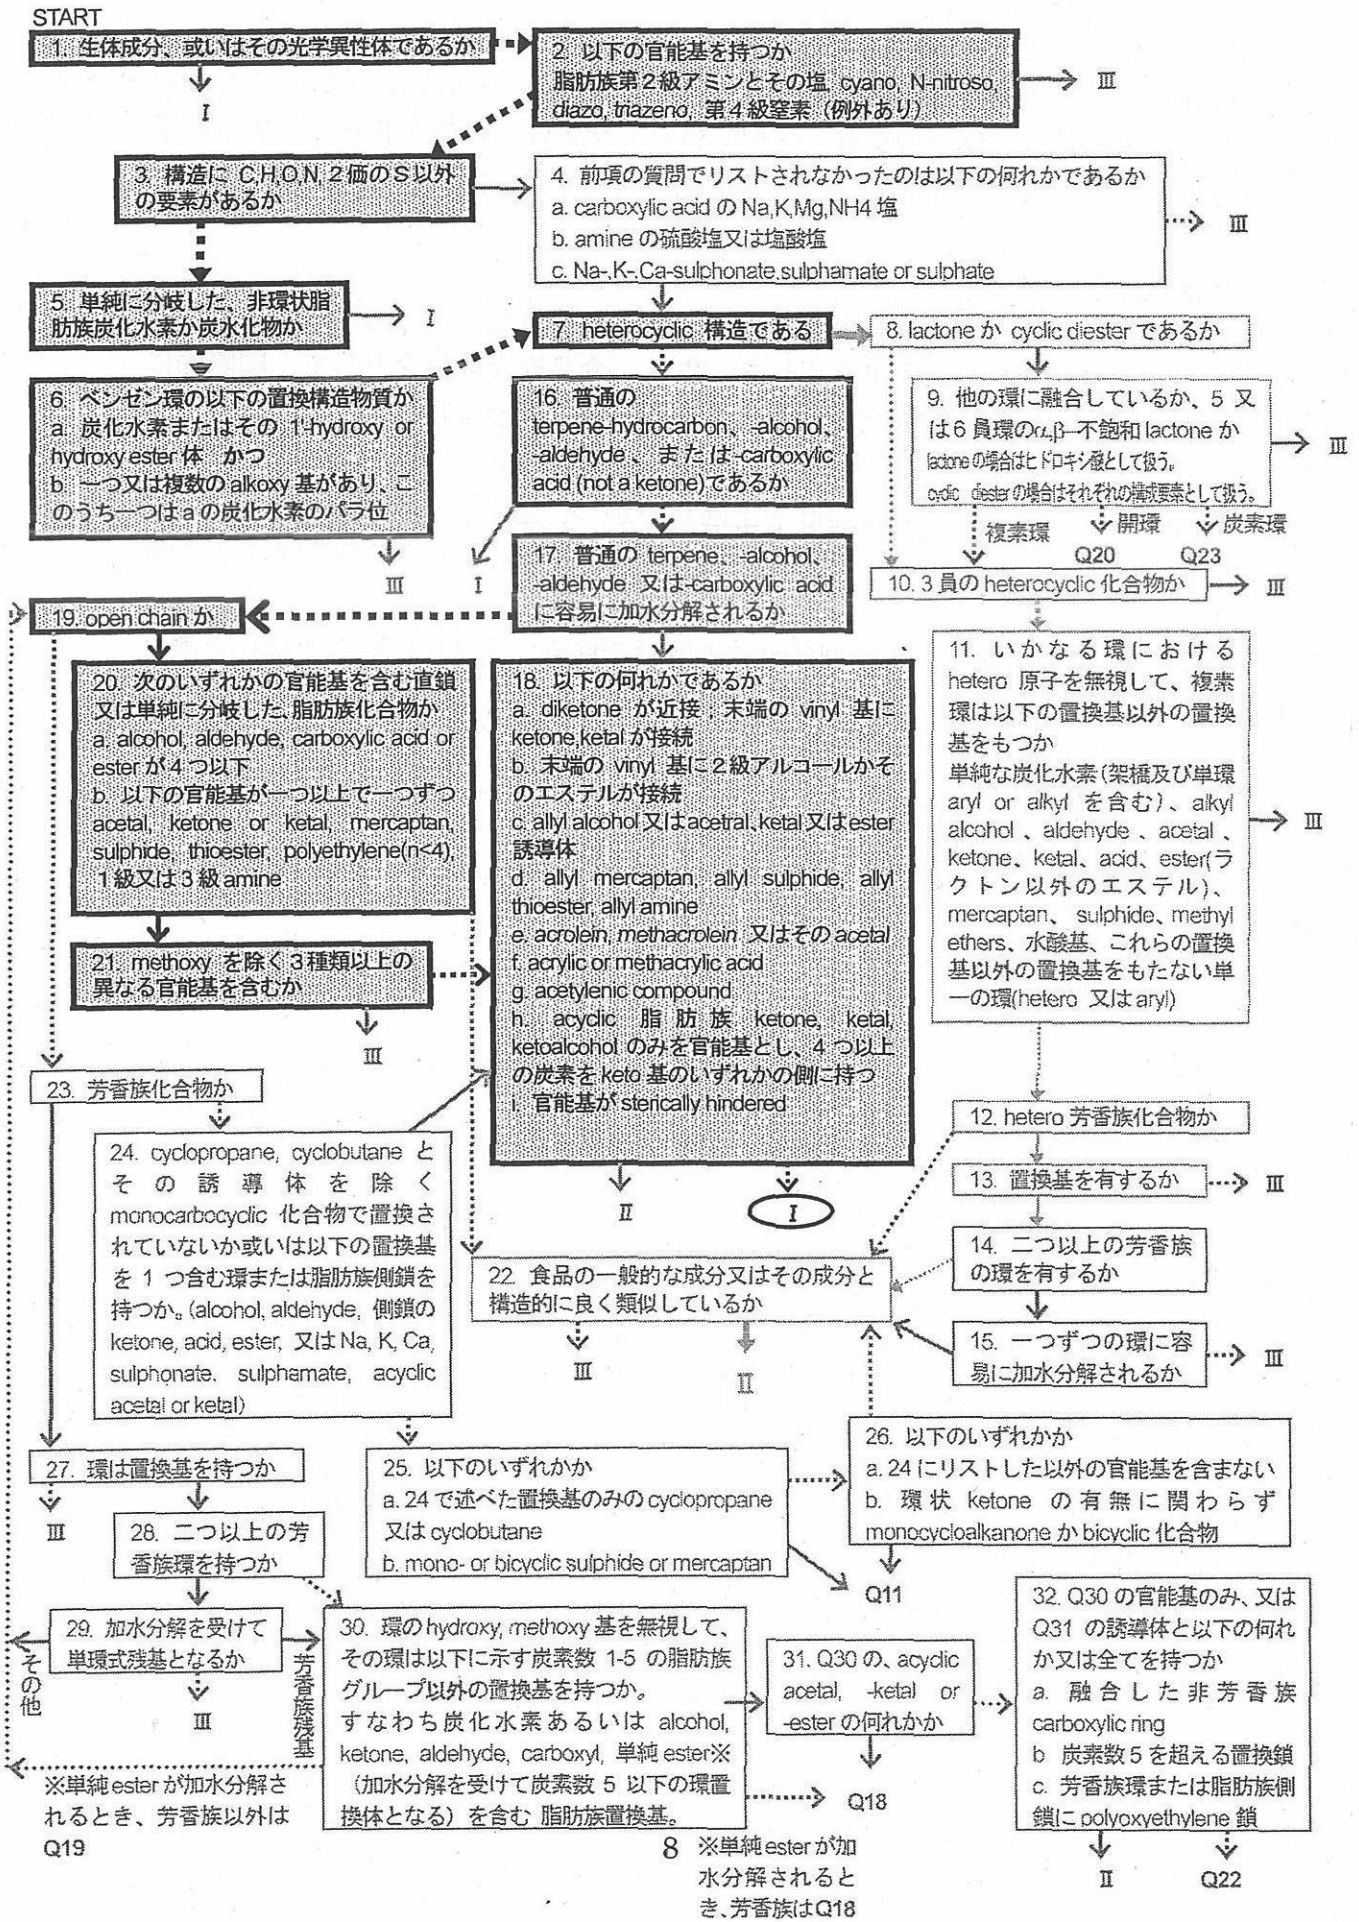 START
1. 生体成分、或いはその光学異性体であるか
I
2. 以下の官能基を持つか
脂肪族第2級アミンとその塩, cyano, N-nitroso,
diazo, triazeno, 第4級窒素（例外あり）
III
3. 構造に C,H,O,N, 2価のS以外
の要素があるか
4. 前項の質問でリストされなかったのは以下の何れかであるか
a. carboxylic acid の Na,K,Mg,NH4 塩
b. amine の硫酸塩又は塩酸塩
c. Na-,K-,Ca-sulphonate,sulphamate or sulphate
III
5. 単純に分岐した、非環状脂
肪族炭化水素か炭水化物か
I
7. heterocyclic 構造である
8. lactone か cyclic diester であるか
6. ベンゼン環の以下の置換構造物質か
a. 炭化水素またはその 1'-hydroxy or
hydroxy ester 体 かつ
b. 一つ又は複数の alkoxy 基があり、こ
のうち一つは a の炭化水素のパラ位
III
16. 普通の
terpene-hydrocarbon、-alcohol、
-aldehyde 、または-carboxylic
acid (not a ketone)であるか
I
9. 他の環に融合しているか、5 又
は6 員環のα,β-不飽和 lactone か
lactone の場合はヒドロキシ酸として扱う。
cyclic diester の場合はそれぞれの構成要素として扱う。
III
複素環
開環
炭素環
Q20
Q23
17. 普通の terpene、-alcohol、
-aldehyde 又は-carboxylic acid
に容易に加水分解されるか
10. 3 員の heterocyclic 化合物か
III
19. open chain か
20. 次のいずれかの官能基を含む直鎖
又は単純に分岐した、脂肪族化合物か
a. alcohol, aldehyde, carboxylic acid or
ester が 4 つ以下
b. 以下の官能基が一つ以上で一つずつ
acetal, ketone or ketal, mercaptan,
sulphide, thioester, polyethylene(n<4),
1 級又は 3 級 amine
18. 以下の何れかであるか
a. diketone が近接；末端の vinyl 基に
ketone,ketal が接続
b. 末端の vinyl 基に２級アルコールかそ
のエステルが接続
c. allyl alcohol 又は acetral、ketal 又は ester
誘導体
d. allyl mercaptan, allyl sulphide, allyl
thioester, allyl amine
e. acrolein, methacrolein 又はその acetal
f. acrylic or methacrylic acid
g. acetylenic compound
h. acyclic 脂肪族 ketone, ketal,
ketoalcohol のみを官能基とし、4 つ以上
の炭素を keto 基のいずれかの側に持つ
i. 官能基が sterically hindered
II
I
11. いかなる環における
hetero 原子を無視して、複素
環は以下の置換基以外の置換
基をもつか
単純な炭化水素(架橋及び単環
aryl or alkyl を含む)、alkyl
alcohol 、aldehyde 、acetal 、
ketone、ketal、acid、ester(ラ
クトン以外のエステル)、
mercaptan、 sulphide、methyl
ethers、水酸基、これらの置換
基以外の置換基をもたない単
一の環(hetero 又は aryl)
III
21. methoxy を除く 3 種類以上の
異なる官能基を含むか
III
23. 芳香族化合物か
12. hetero 芳香族化合物か
24. cyclopropane, cyclobutane と
その誘導体を除く
monocarbocyclic 化合物で置換さ
れていないか或いは以下の置換基
を 1 つ含む環または脂肪族側鎖を
持つか。(alcohol, aldehyde, 側鎖の
ketone, acid, ester, 又は Na, K, Ca,
sulphonate. sulphamate, acyclic
acetal or ketal)
13. 置換基を有するか
III
14. 二つ以上の芳香族
の環を有するか
22. 食品の一般的な成分又はその成分と
構造的に良く類似しているか
III
II
15. 一つずつの環に容
易に加水分解されるか
III
27. 環は置換基を持つか
III
25. 以下のいずれかか
a. 24 で述べた置換基のみの cyclopropane
又は cyclobutane
b. mono- or bicyclic sulphide or mercaptan
26. 以下のいずれかか
a. 24 にリストした以外の官能基を含まない
b. 環状 ketone の有無に関わらず
monocycloalkanone か bicyclic 化合物
Q11
28. 二つ以上の芳
香族環を持つか
29. 加水分解を受けて
単環式残基となるか
その他
芳香族残基
III
30. 環の hydroxy, methoxy 基を無視して、
その環は以下に示す炭素数 1-5 の脂肪族
グループ以外の置換基を持つか。
すなわち炭化水素あるいは alcohol,
ketone, aldehyde, carboxyl, 単純 ester※
（加水分解を受けて炭素数 5 以下の環置
換体となる）を含む 脂肪族置換基。
31. Q30 の、acyclic
acetal, -ketal or
-ester の何れかか
Q18
32. Q30 の官能基のみ、又は
Q31 の誘導体と以下の何れ
か又は全てを持つか
a. 融合した非芳香族
carboxylic ring
b 炭素数 5 を超える置換鎖
c. 芳香族環または脂肪族側
鎖に polyoxyethylene 鎖
II
Q22
※単純 ester が加水分解さ
れるとき、芳香族以外は
Q19
8
※単純 ester が加
水分解されると
き、芳香族は Q18